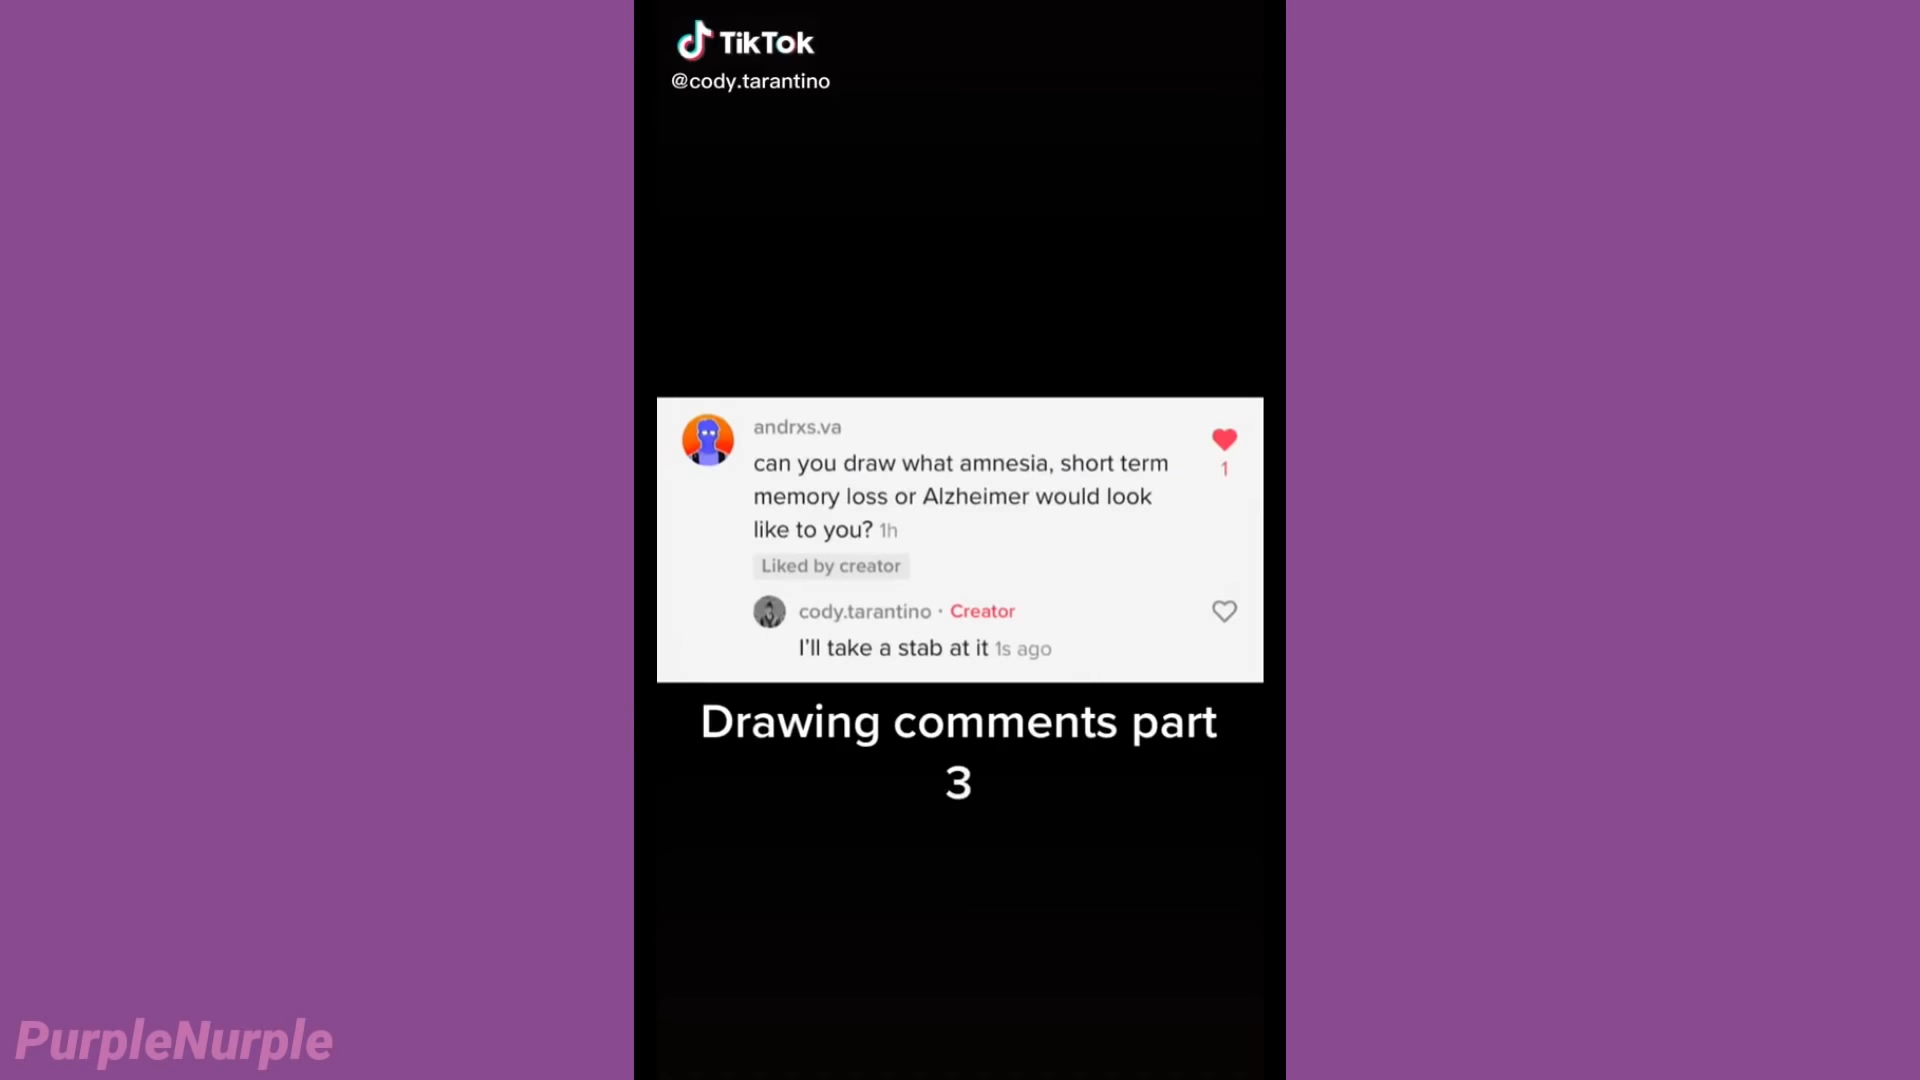 TikTok
@cody.tarantino
andrxs.va
can you draw what amnesia, short term
memory loss or Alzheimer would look
like to you? 1h
1
Liked by creator
cody.tarantino · Creator
I'll take a stab at it 1s ago
Drawing comments part
3
PurpleNurple